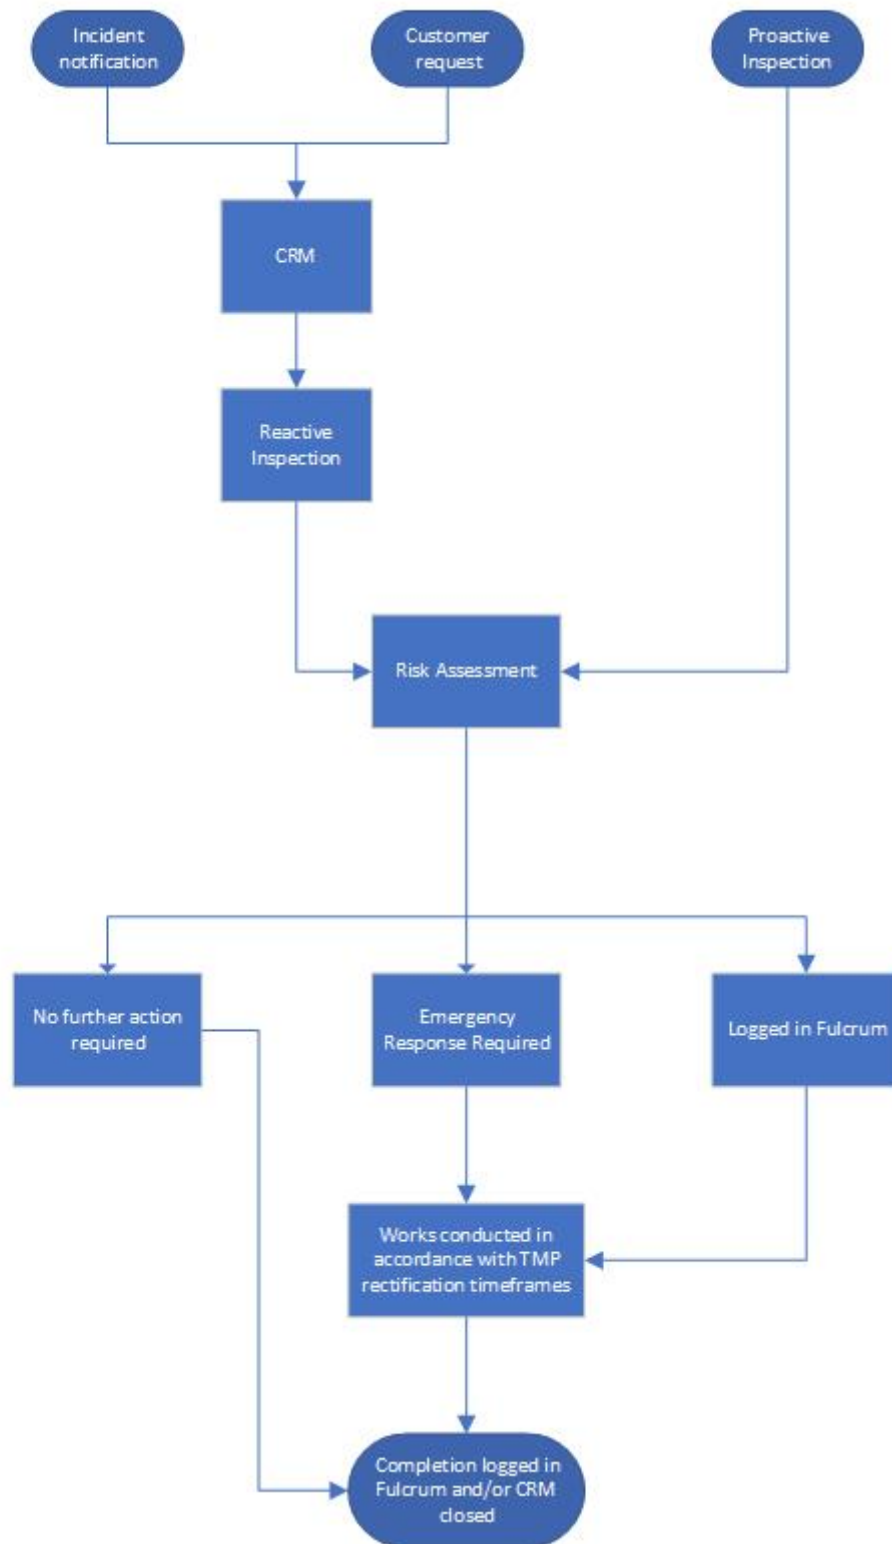 Incident
notification
Customer
request
Proactive
Inspection
CRM
Reactive
Inspection
Risk Assessment
No further action
required
Emergency
Response Required
Logged in Fulcrum
Works conducted in
accordance with TMP
rectification timeframes
Completion logged in
Fulcrum and/or CRM
closed